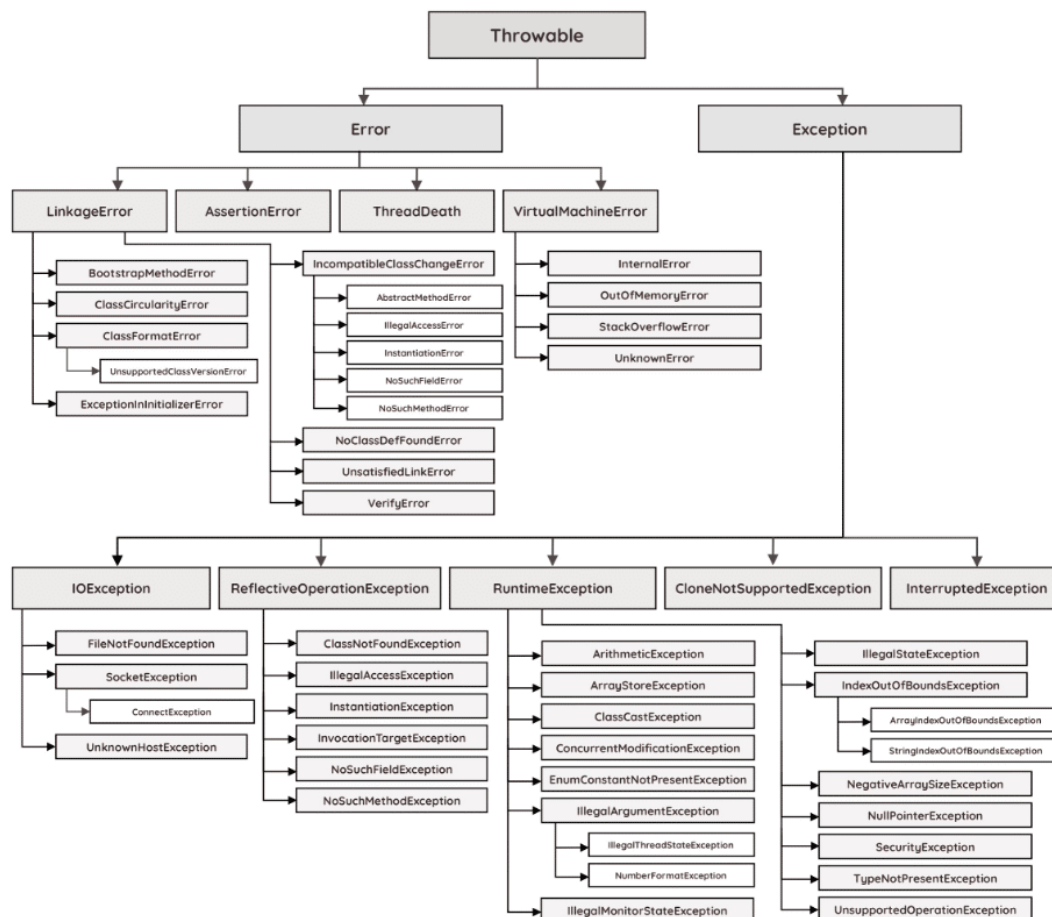 Throwable
Error
Exception
LinkageError
AssertionError
ThreadDeath
VirtualMachineError
BootstrapMethodError
ClassCircularityError
ClassFormatError
UnsupportedClassVersionError
ExceptionInInitializerError
IncompatibleClassChangeError
AbstractMethodError
IllegalAccessError
InstantiationError
NoSuchFieldError
NoSuchMethodError
NoClassDefFoundError
UnsatisfiedLinkError
VerifyError
InternalError
OutOfMemoryError
StackOverflowError
UnknownError
IOException
ReflectiveOperationException
RuntimeException
CloneNotSupportedException
InterruptedException
FileNotFoundException
SocketException
ConnectException
UnknownHostException
ClassNotFoundException
IllegalAccessException
InstantiationException
InvocationTargetException
NoSuchFieldException
NoSuchMethodException
ArithmeticException
ArrayStoreException
ClassCastException
ConcurrentModificationException
EnumConstantNotPresentException
IllegalArgumentException
IllegalThreadStateException
NumberFormatException
IllegalMonitorStateException
IllegalStateException
IndexOutOfBoundsException
ArrayIndexOutOfBoundsException
StringIndexOutOfBoundsException
NegativeArraySizeException
NullPointerException
SecurityException
TypeNotPresentException
UnsupportedOperationException